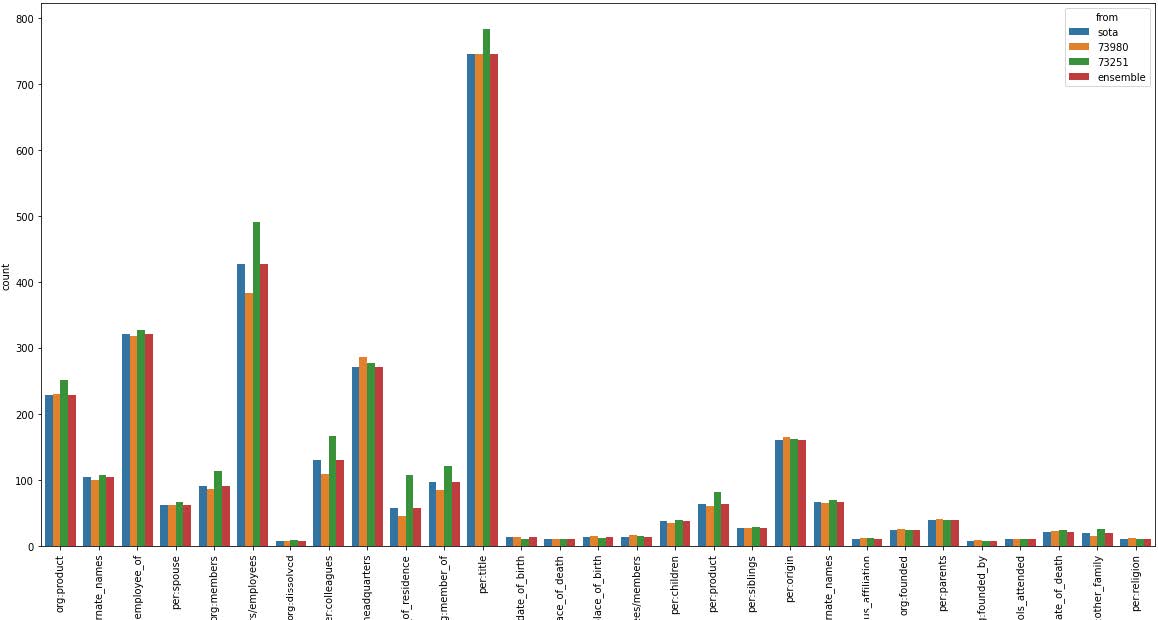 800
700
600
500
400
300
200
100
0
count
from
sota
73980
73251
ensemble
org:product
rnate_names
employee_of
per:spouse
org:members
rs/employees
org:dissolved
er:colleagues
headquarters
of_residence
g:member_of
per:title
date_of_birth
ace_of_death
lace_of_birth
ees/members
per:children
per:product
per:siblings
per:origin
rnate_names
us_affiliation
org:founded
per:parents
g:founded_by
ols_attended
ate_of_death
:other_family
per:religion